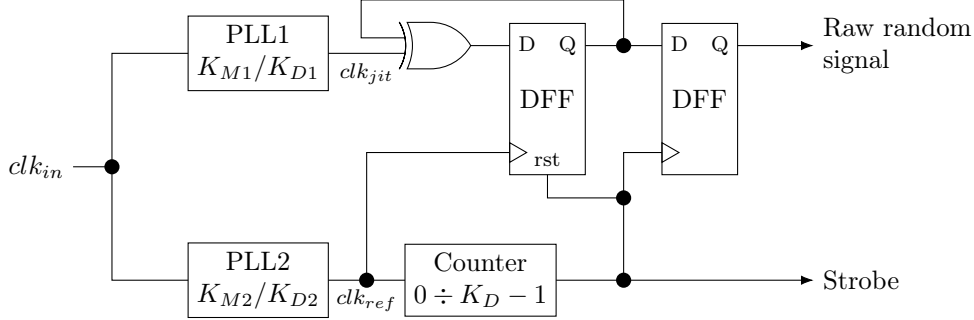 PLL1
$K_{M1}/K_{D1}$
$clk_{jit}$
D Q
DFF
rst
D Q
DFF
Raw random
signal
$clk_{in}$
PLL2
$K_{M2}/K_{D2}$
$clk_{ref}$
Counter
$0 \div K_D - 1$
Strobe